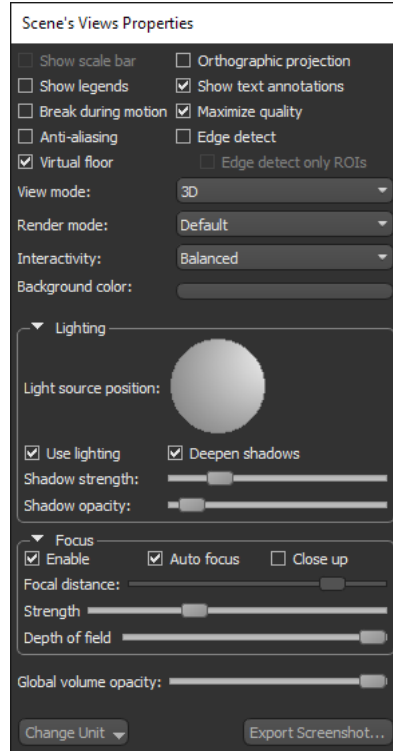 Scene's Views Properties
Show scale bar Orthographic projection
Show legends Show text annotations
Break during motion Maximize quality
Anti-aliasing Edge detect
Virtual floor Edge detect only ROIs
View mode: 3D
Render mode: Default
Interactivity: Balanced
Background color:
Lighting
Light source position:
Use lighting Deepen shadows
Shadow strength:
Shadow opacity:
Focus
Enable Auto focus Close up
Focal distance:
Strength
Depth of field
Global volume opacity:
Change Unit Export Screenshot...